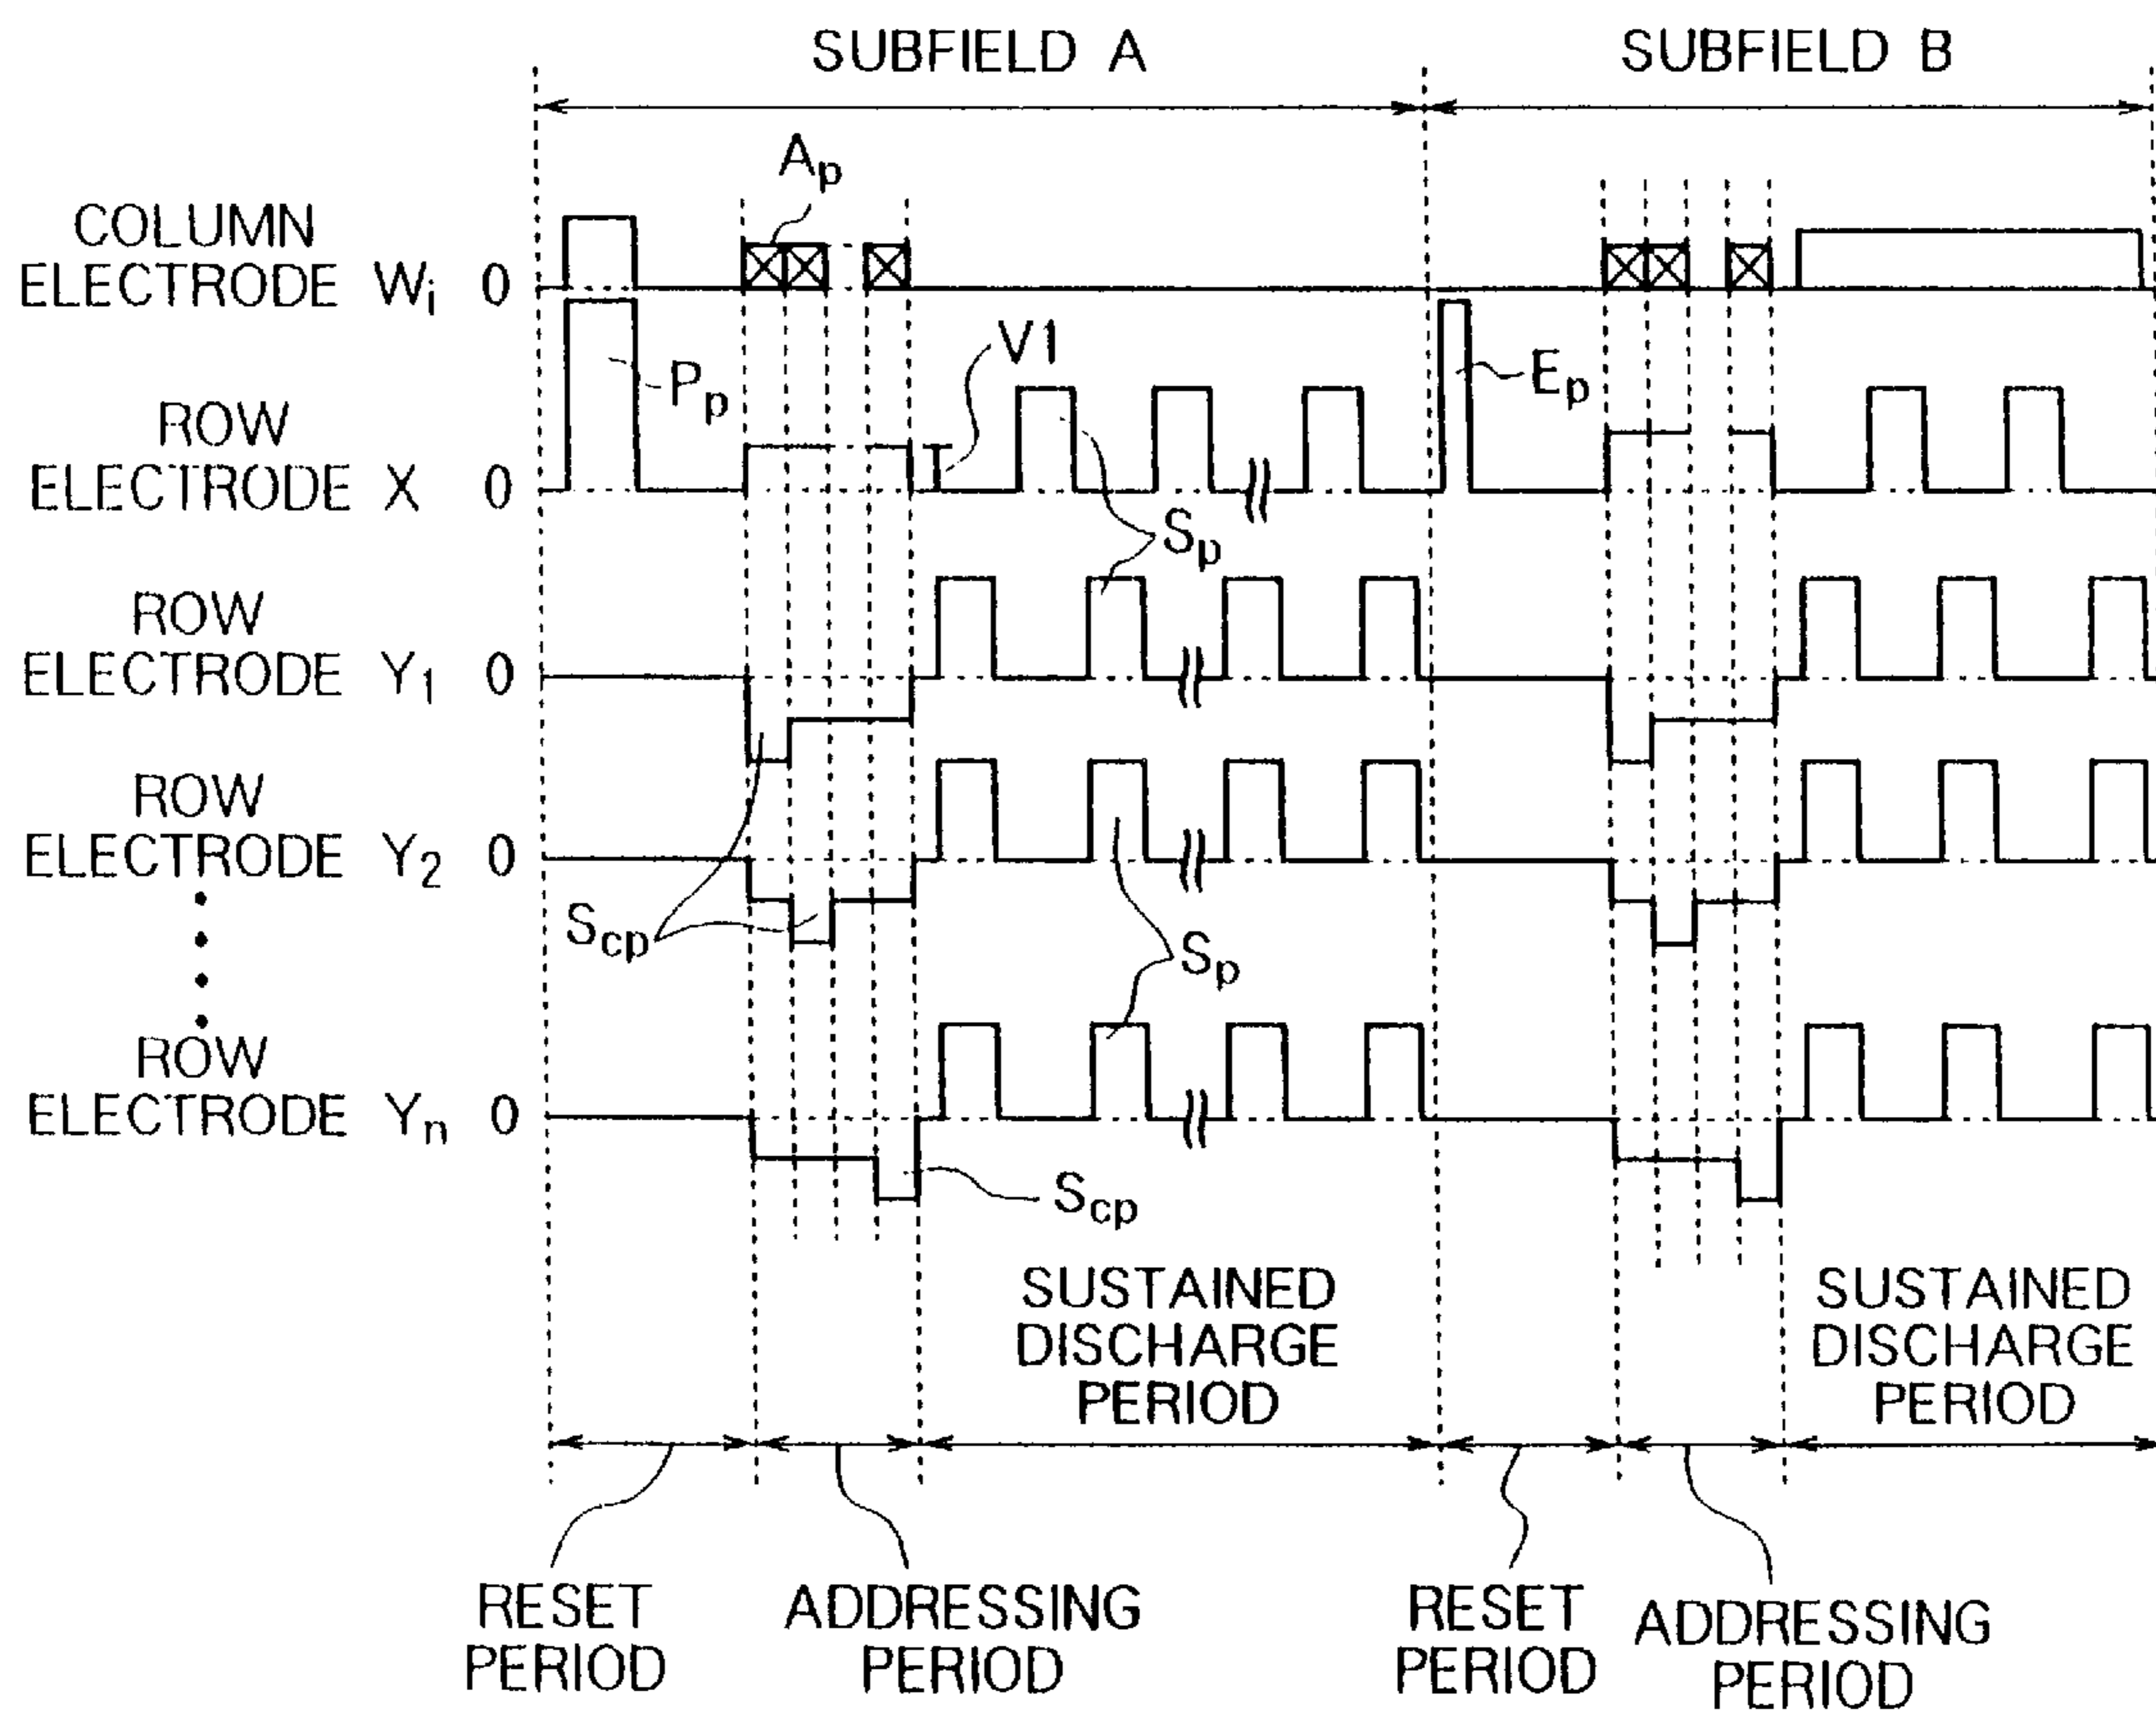 SUBFIELD A
SUBFIELD B
Ap
COLUMN
ELECTRODE Wi 0
V1
Pp
Ep
ROW
ELECTRODE X 0
Sp
ROW
ELECTRODE Y1 0
ROW
ELECTRODE Y2 0
Scp
Sp
ROW
ELECTRODE Yn 0
Scp
SUSTAINED
DISCHARGE
PERIOD
SUSTAINED
DISCHARGE
PERIOD
RESET
PERIOD
ADDRESSING
PERIOD
RESET
PERIOD
ADDRESSING
PERIOD